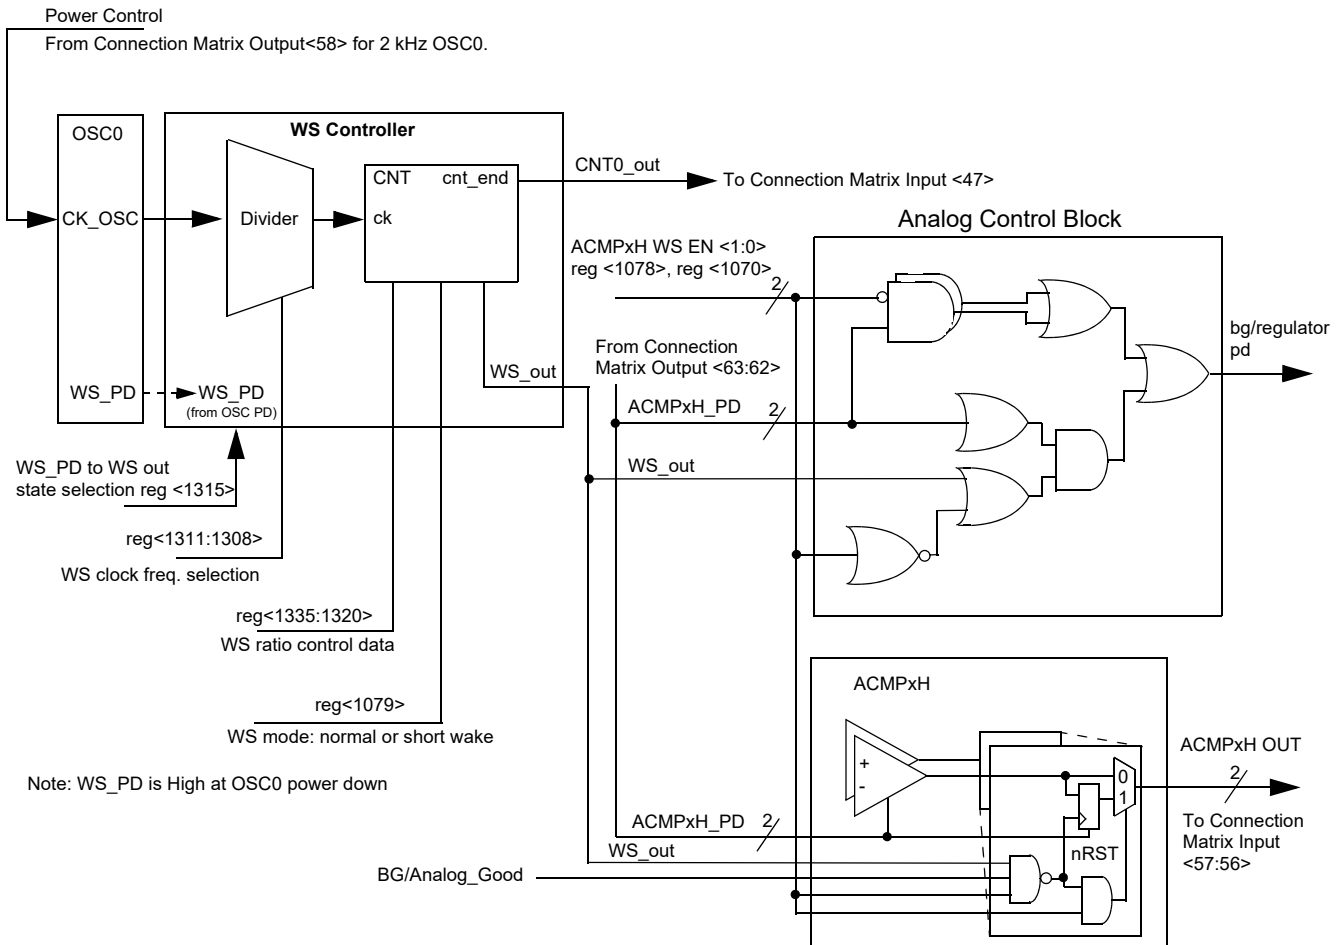 Power Control
From Connection Matrix Output<58> for 2 kHz OSC0.
OSC0
WS Controller
CNT cnt_end
CNT0_out
To Connection Matrix Input <47>
CK_OSC
Divider
ck
Analog Control Block
ACMPxH WS EN <1:0>
reg <1078>, reg <1070>
2
bg/regulator
pd
From Connection
Matrix Output <63:62>
WS_out
WS_PD
WS_PD
(from OSC PD)
ACMPxH_PD
2
WS_PD to WS out
state selection reg <1315>
WS_out
reg<1311:1308>
WS clock freq. selection
reg<1335:1320>
WS ratio control data
reg<1079>
WS mode: normal or short wake
ACMPxH
ACMPxH OUT
+
-
0
1
2
Note: WS_PD is High at OSC0 power down
ACMPxH_PD
2
To Connection
Matrix Input
<57:56>
WS_out
nRST
BG/Analog_Good